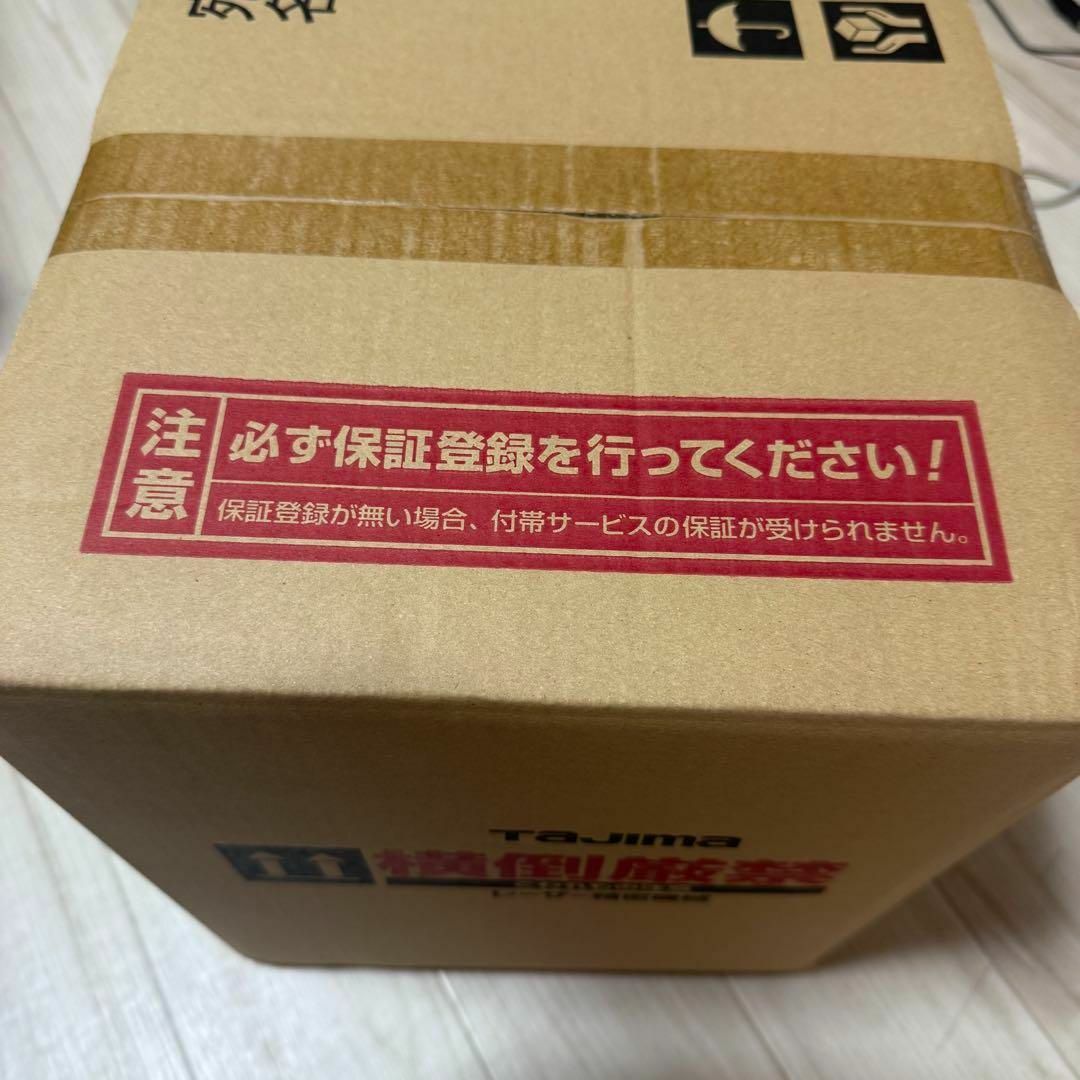 注意
必ず保証登録を行ってください!
保証登録が無い場合、付帯サービスの保証が受けられません。
Tajima
横倒厳禁